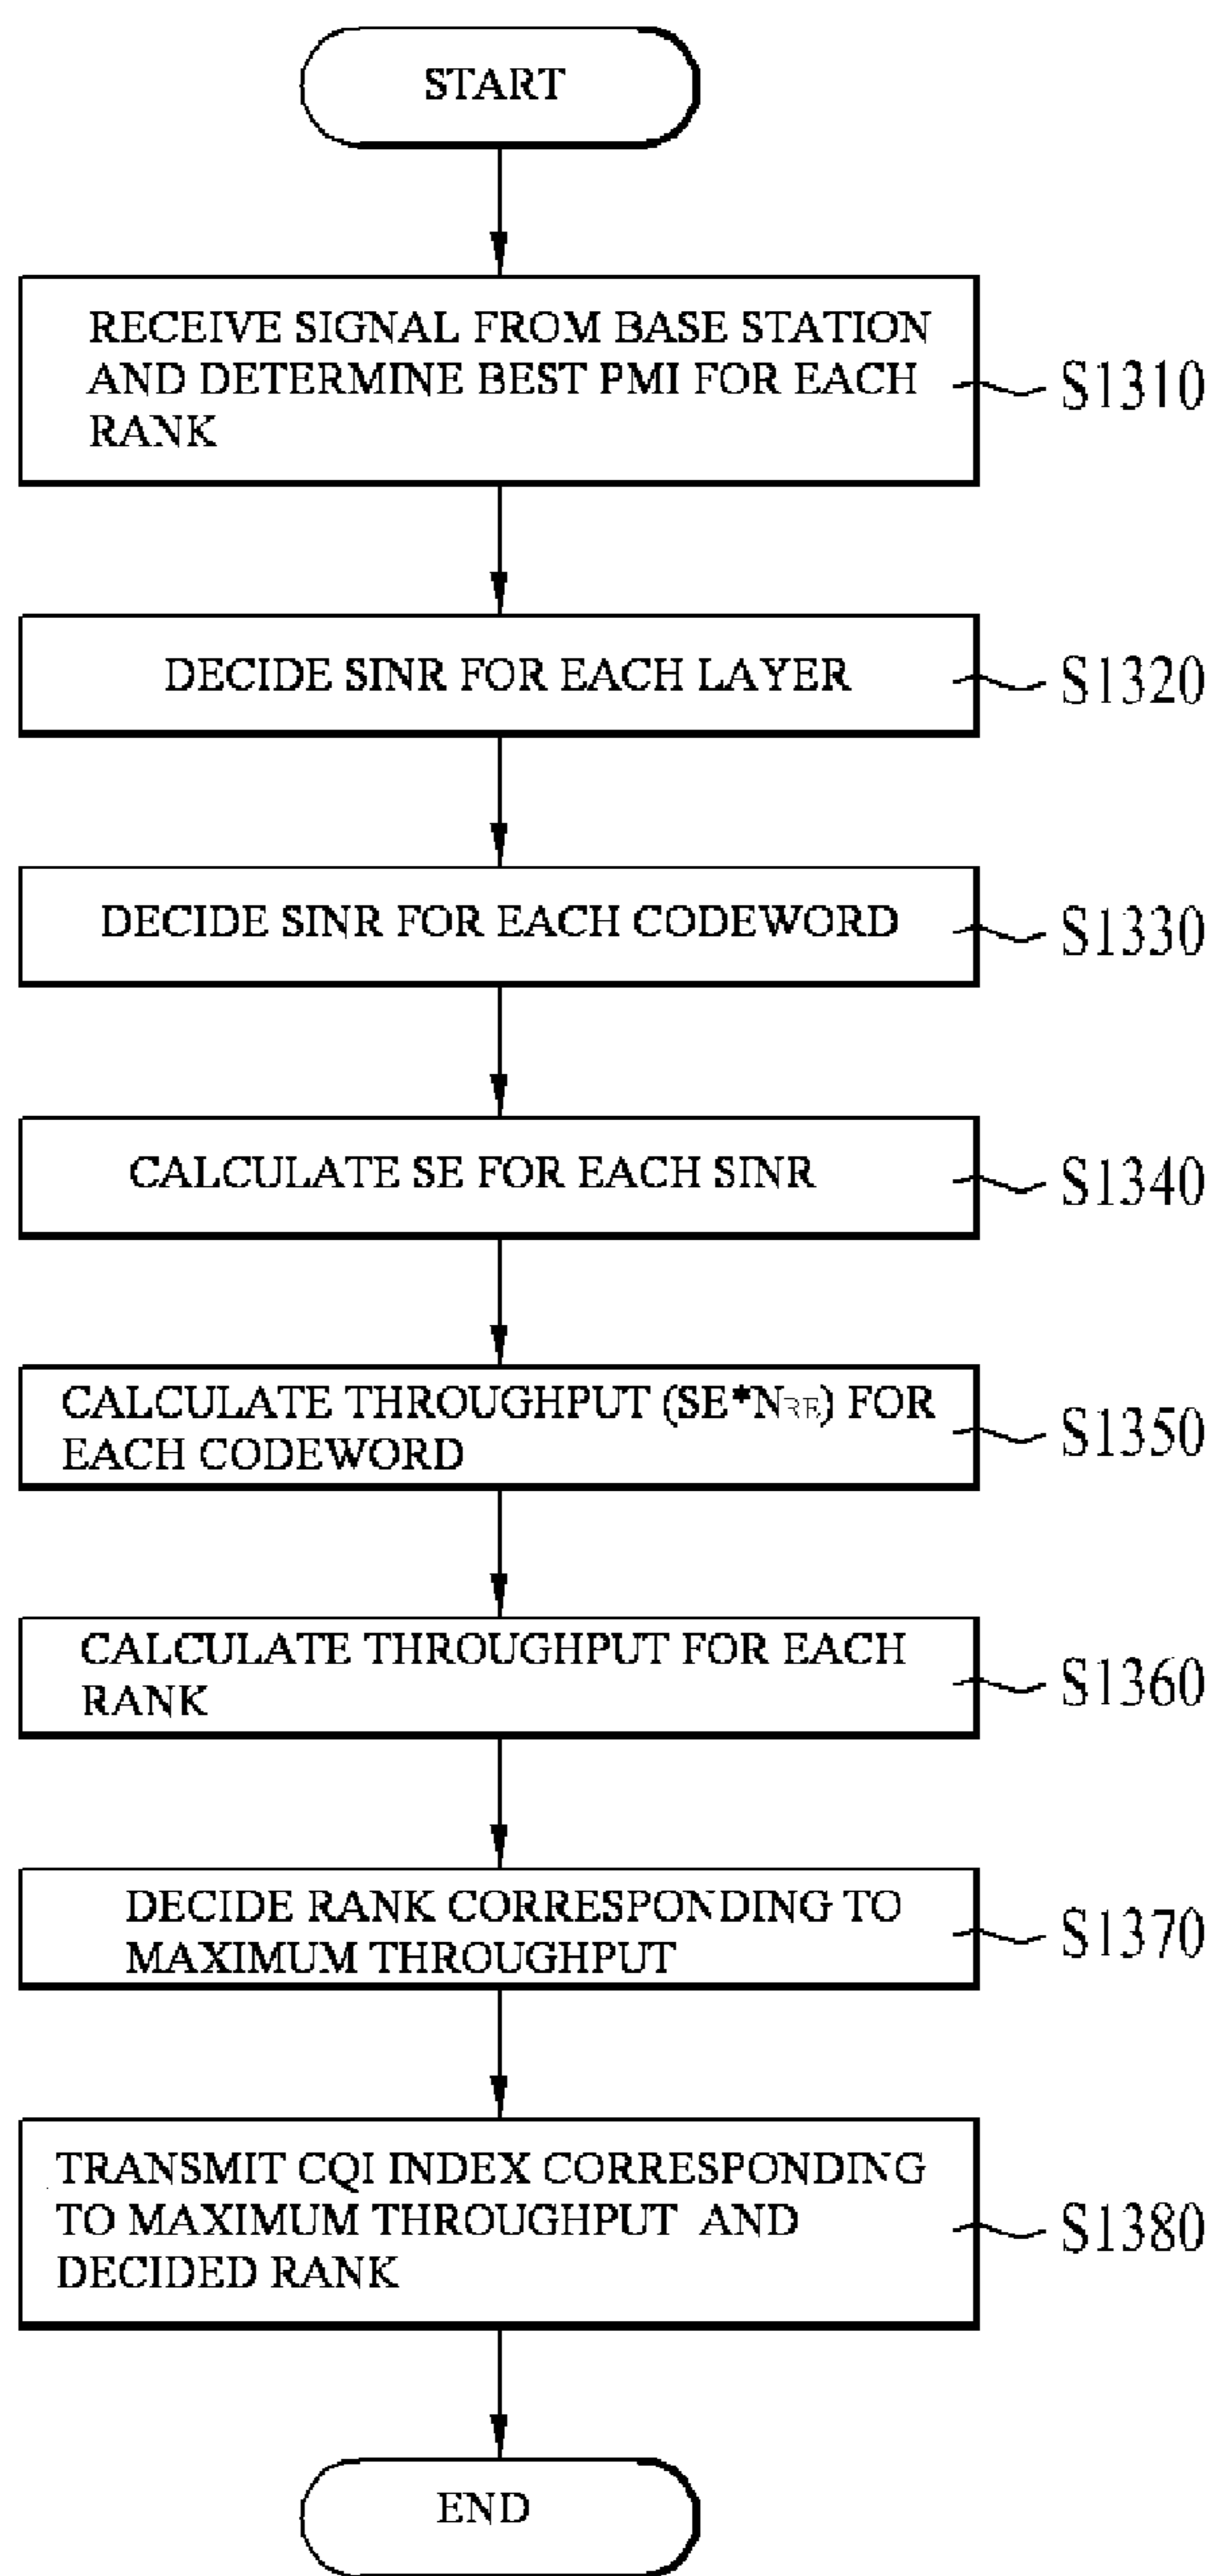 START
RECEIVE SIGNAL FROM BASE STATION
AND DETERMINE BEST PMI FOR EACH
RANK
S1310
DECIDE SINR FOR EACH LAYER
S1320
DECIDE SINR FOR EACH CODEWORD
S1330
CALCULATE SE FOR EACH SINR
S1340
CALCULATE THROUGHPUT (SE*NRE) FOR
EACH CODEWORD
S1350
CALCULATE THROUGHPUT FOR EACH
RANK
S1360
DECIDE RANK CORRESPONDING TO
MAXIMUM THROUGHPUT
S1370
TRANSMIT CQI INDEX CORRESPONDING
TO MAXIMUM THROUGHPUT AND
DECIDED RANK
S1380
END